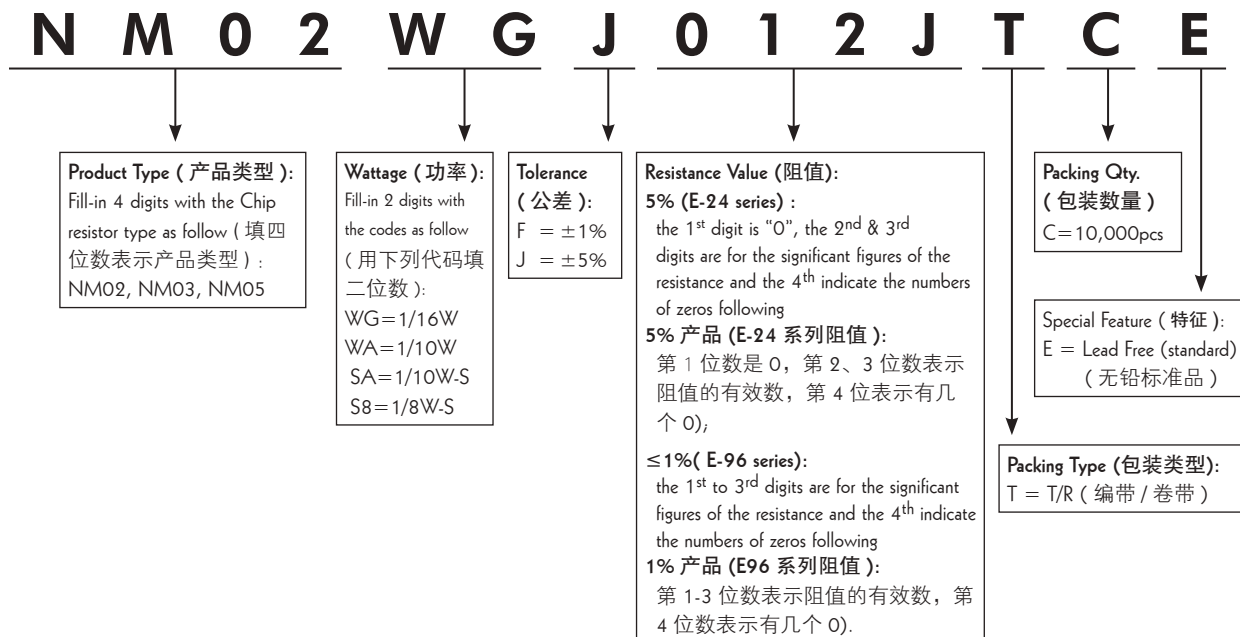 NM02 WG J 012J T C E
Product Type ( 产品类型 ):
Fill-in 4 digits with the Chip
resistor type as follow ( 填四
位数表示产品类型 ) :
NM02, NM03, NM05
Wattage ( 功率 ):
Fill-in 2 digits with
the codes as follow
( 用下列代码填
二位数 ):
WG=1/16W
WA=1/10W
SA=1/10W-S
S8=1/8W-S
Tolerance
( 公差 ):
F = ±1%
J = ±5%
Resistance Value (阻值):
5% (E-24 series) :
the 1st digit is “0”, the 2nd & 3rd
digits are for the significant figures of the
resistance and the 4th indicate the numbers
of zeros following
5% 产品 (E-24 系列阻值 ):
第 1 位数是 0，第 2、3 位数表示
阻值的有效数，第 4 位表示有几
个 0);
≤1%( E-96 series):
the 1st to 3rd digits are for the significant
figures of the resistance and the 4th indicate
the numbers of zeros following
1% 产品 (E96 系列阻值 ):
第 1-3 位数表示阻值的有效数，第
4 位数表示有几个 0).
Packing Qty.
( 包装数量 )
C=10,000pcs
Special Feature ( 特征 ):
E = Lead Free (standard)
( 无铅标准品 )
Packing Type (包装类型):
T = T/R ( 编带 / 卷带 )